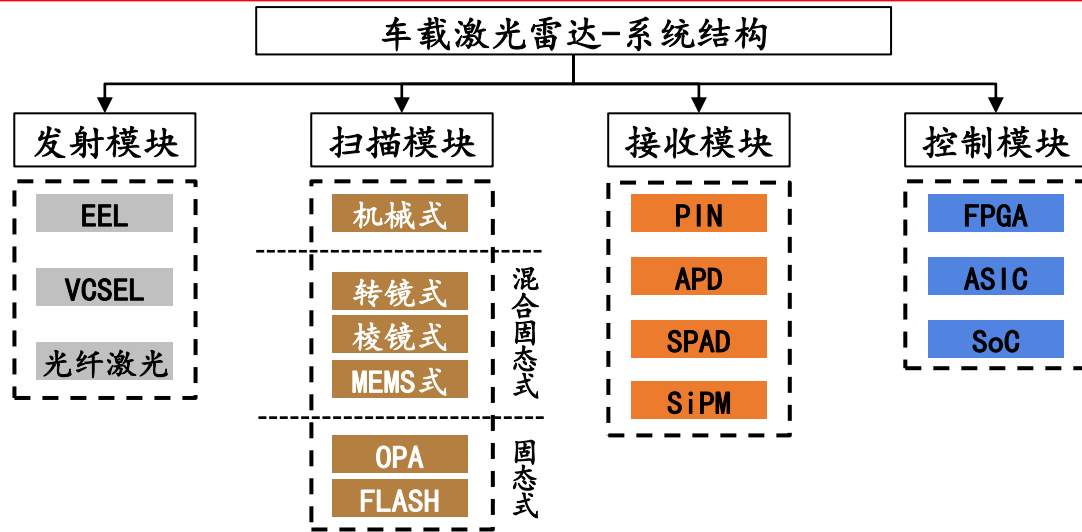 车载激光雷达-系统结构
发射模块
EEL
VCSEL
光纤激光
扫描模块
机械式
转镜式
棱镜式
MEMS式
混合固态式
OPA
FLASH
固态式
接收模块
PIN
APD
SPAD
SiPM
控制模块
FPGA
ASIC
SoC